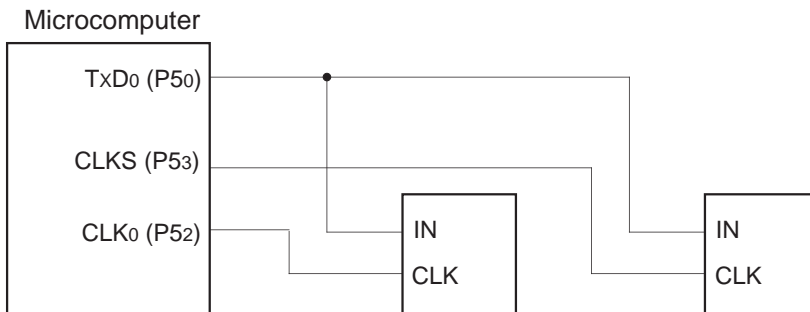 Microcomputer
TxD0 (P50)
CLKS (P53)
CLK0 (P52)
IN
CLK
IN
CLK